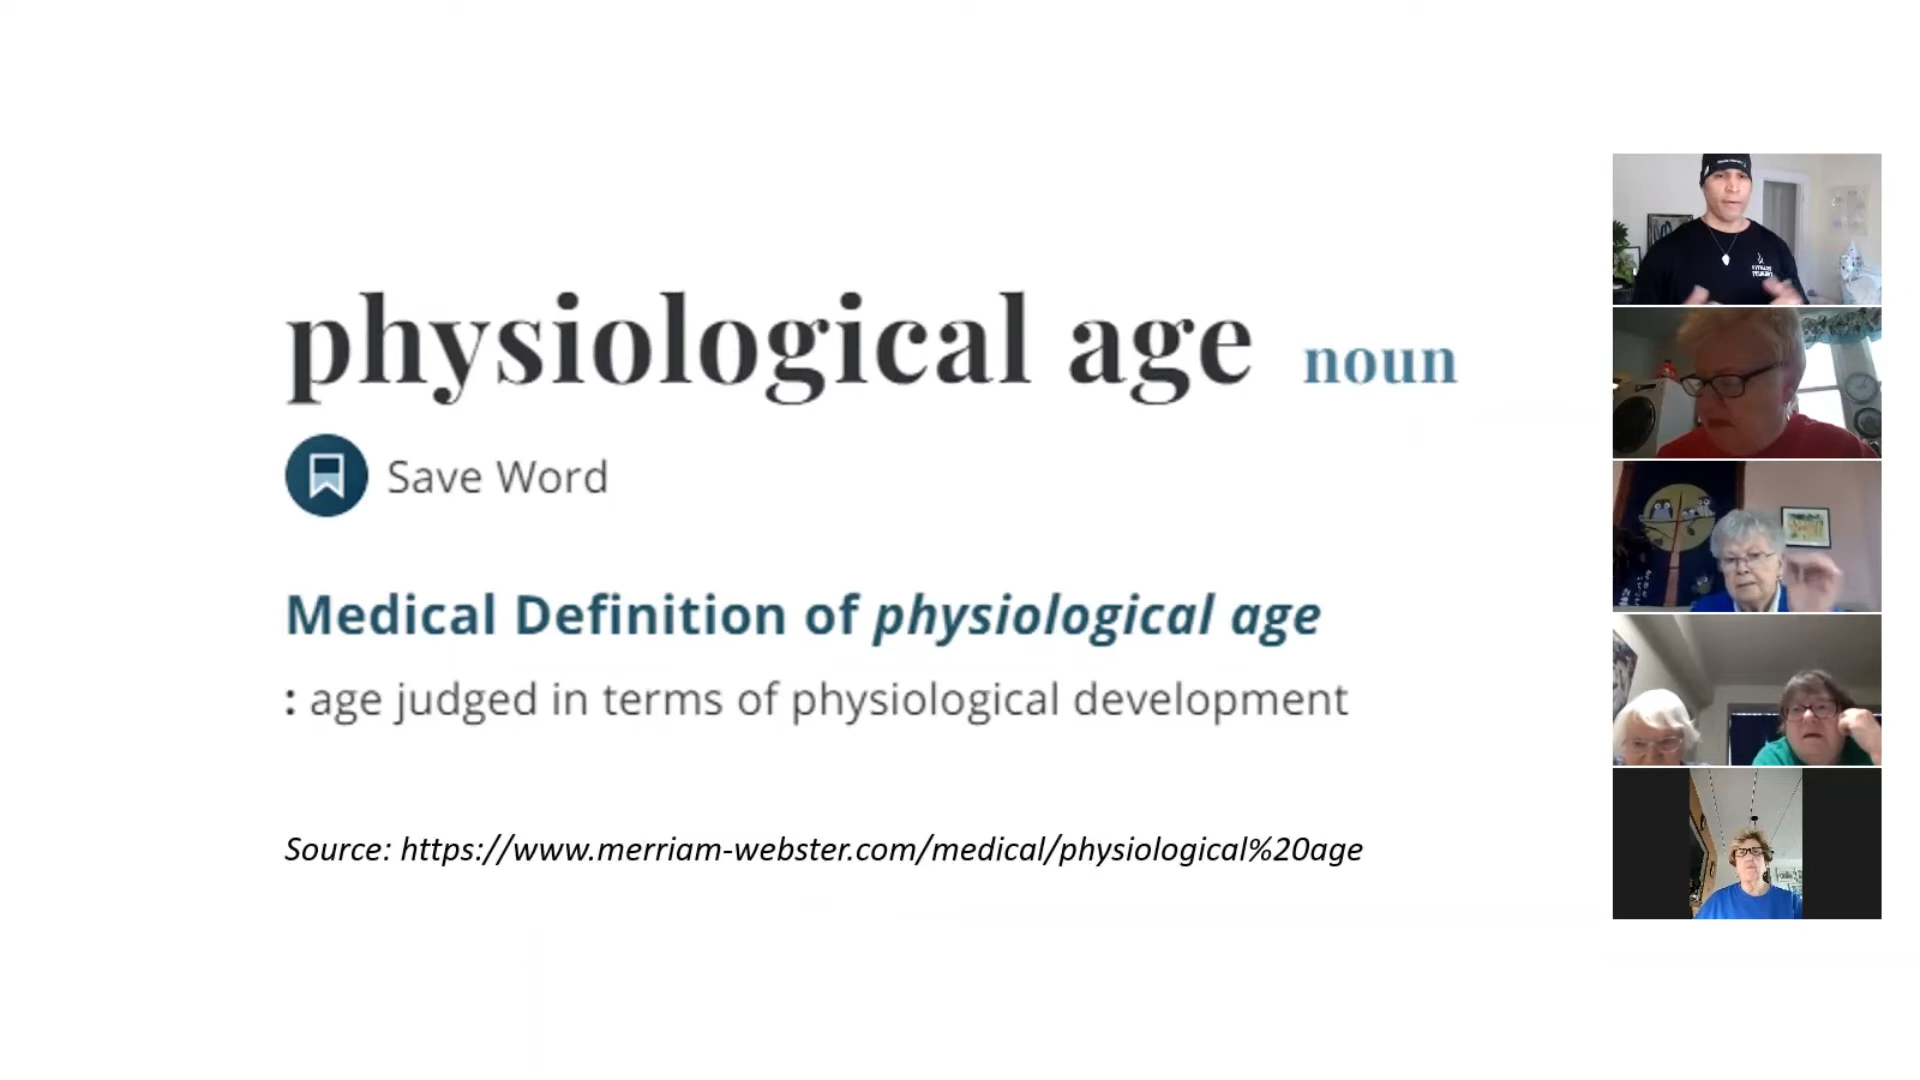 physiological age noun
Save Word
Medical Definition of physiological age
: age judged in terms of physiological development
Source: https://www.merriam-webster.com/medical/physiological%20age